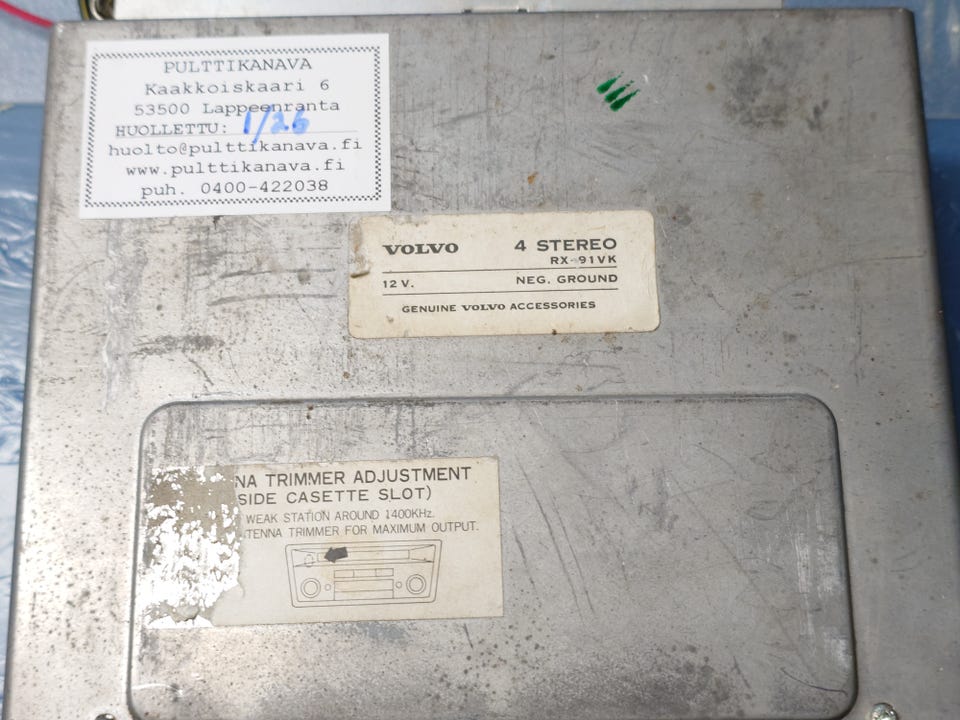 PULTTIKANAVA
Kaakkoiskaari 6
53500 Lappeenranta
HUOLLETTU: 1/26
huolto@pulttikanava.fi
www.pulttikanava.fi
puh. 0400-422038
VOLVO 4 STEREO
RX-91VK
12 V. NEG. GROUND
GENUINE VOLVO ACCESSORIES
NA TRIMMER ADJUSTMENT
SIDE CASETTE SLOT)
WEAK STATION AROUND 1400KHz.
TENNA TRIMMER FOR MAXIMUM OUTPUT.